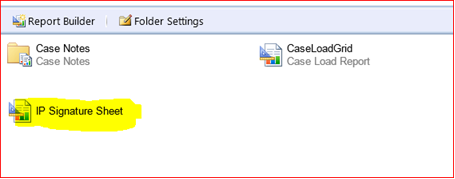 Report Builder Folder Settings
Case Notes
Case Notes
CaseLoadGrid
Case Load Report
IP Signature Sheet